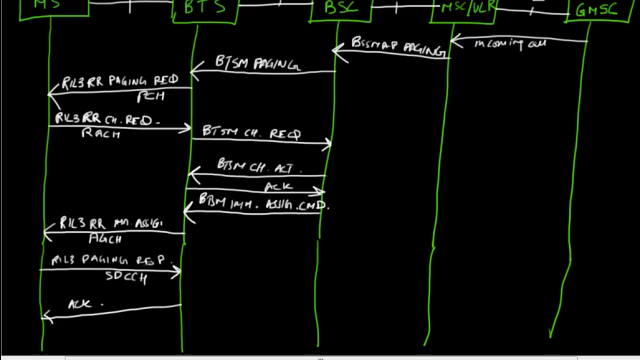 MS BTS BSC MSC/VLR GMSC
incoming call
BSSMAP PAGING
BTSM PAGING
RIL3 RR PAGING REQ
PCH
RIL3 RR CH. REQ.
RACH
BTSM CH. REQ
BTSM CH. ACT.
ACK
BTSM IMM. ASSIG. CMD.
RIL3 RR IM ASSIG.
AGCH
RIL3 PAGING RESP.
SDCCH
ACK.